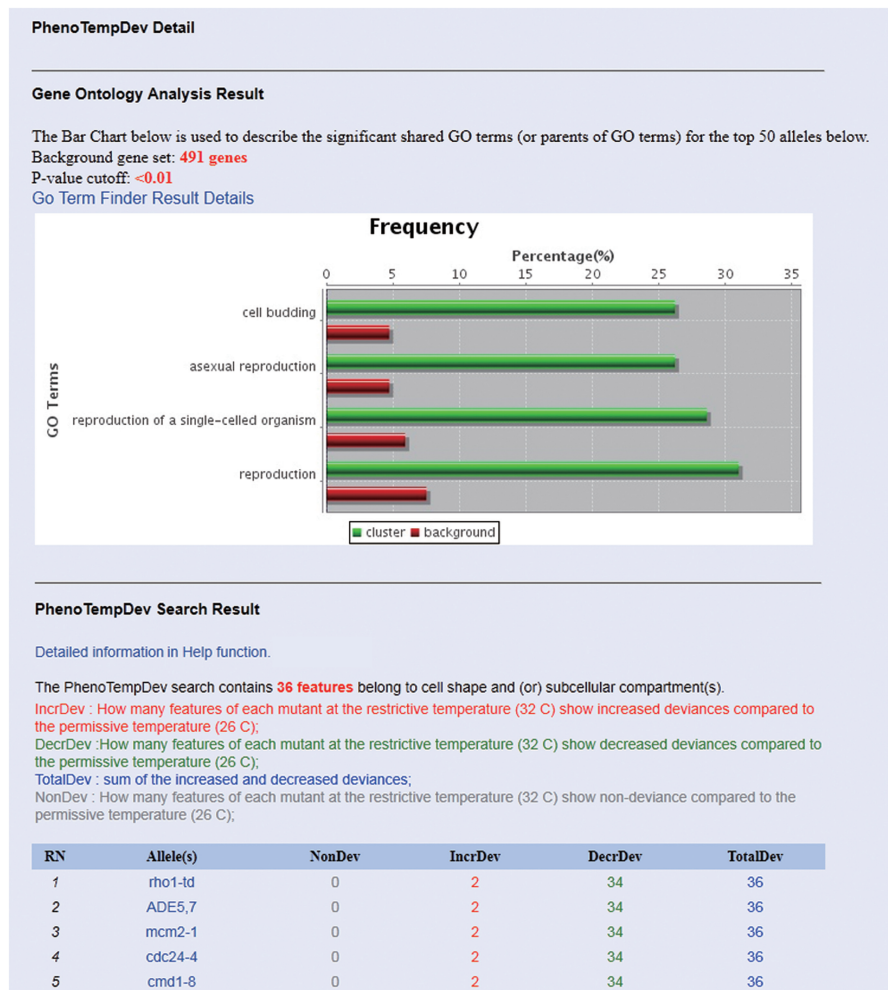 PhenoTempDev Detail
Gene Ontology Analysis Result
The Bar Chart below is used to describe the significant shared GO terms (or parents of GO terms) for the top 50 alleles below.
Background gene set: 491 genes
P-value cutoff: <0.01
Go Term Finder Result Details
Frequency
Percentage(%)
0 5 10 15 20 25 30 35
GO Terms
cell budding
asexual reproduction
reproduction of a single-celled organism
reproduction
cluster background
PhenoTempDev Search Result
Detailed information in Help function.
The PhenoTempDev search contains 36 features belong to cell shape and (or) subcellular compartment(s).
IncrDev : How many features of each mutant at the restrictive temperature (32 C) show increased deviances compared to
the permissive temperature (26 C);
DecrDev :How many features of each mutant at the restrictive temperature (32 C) show decreased deviances compared to
the permissive temperature (26 C);
TotalDev : sum of the increased and decreased deviances;
NonDev : How many features of each mutant at the restrictive temperature (32 C) show non-deviance compared to the
permissive temperature (26 C);
RN Allele(s) NonDev IncrDev DecrDev TotalDev
1 rho1-td 0 2 34 36
2 ADE5,7 0 2 34 36
3 mcm2-1 0 2 34 36
4 cdc24-4 0 2 34 36
5 cmd1-8 0 2 34 36